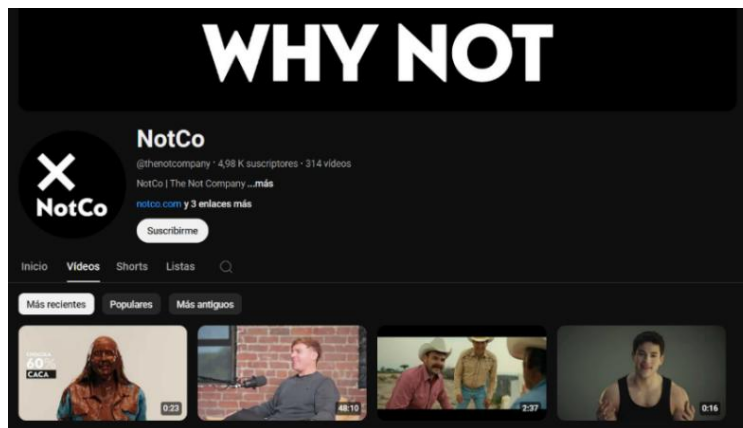 WHY NOT
NotCo
@thenotcompany · 4,98 K suscriptores · 314 vídeos
NotCo | The Not Company ...más
notco.com y 3 enlaces más
Suscribirme
NotCo
Inicio Vídeos Shorts Listas
Más recientes Populares Más antiguos
60%
CACA
0:23
48:10
2:37
0:16